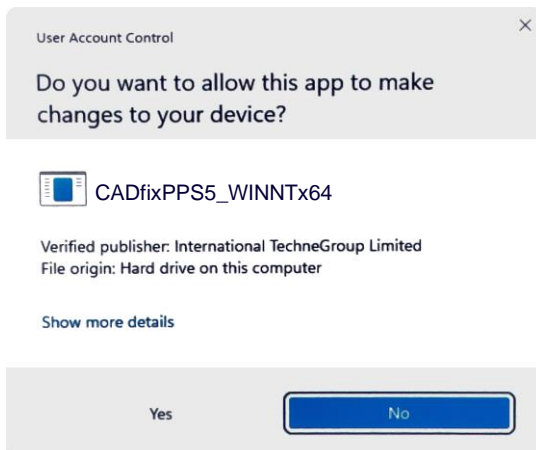 User Account Control
Do you want to allow this app to make
changes to your device?
CADfixPPS5_WINNTx64
Verified publisher: International TechneGroup Limited
File origin: Hard drive on this computer
Show more details
Yes
No